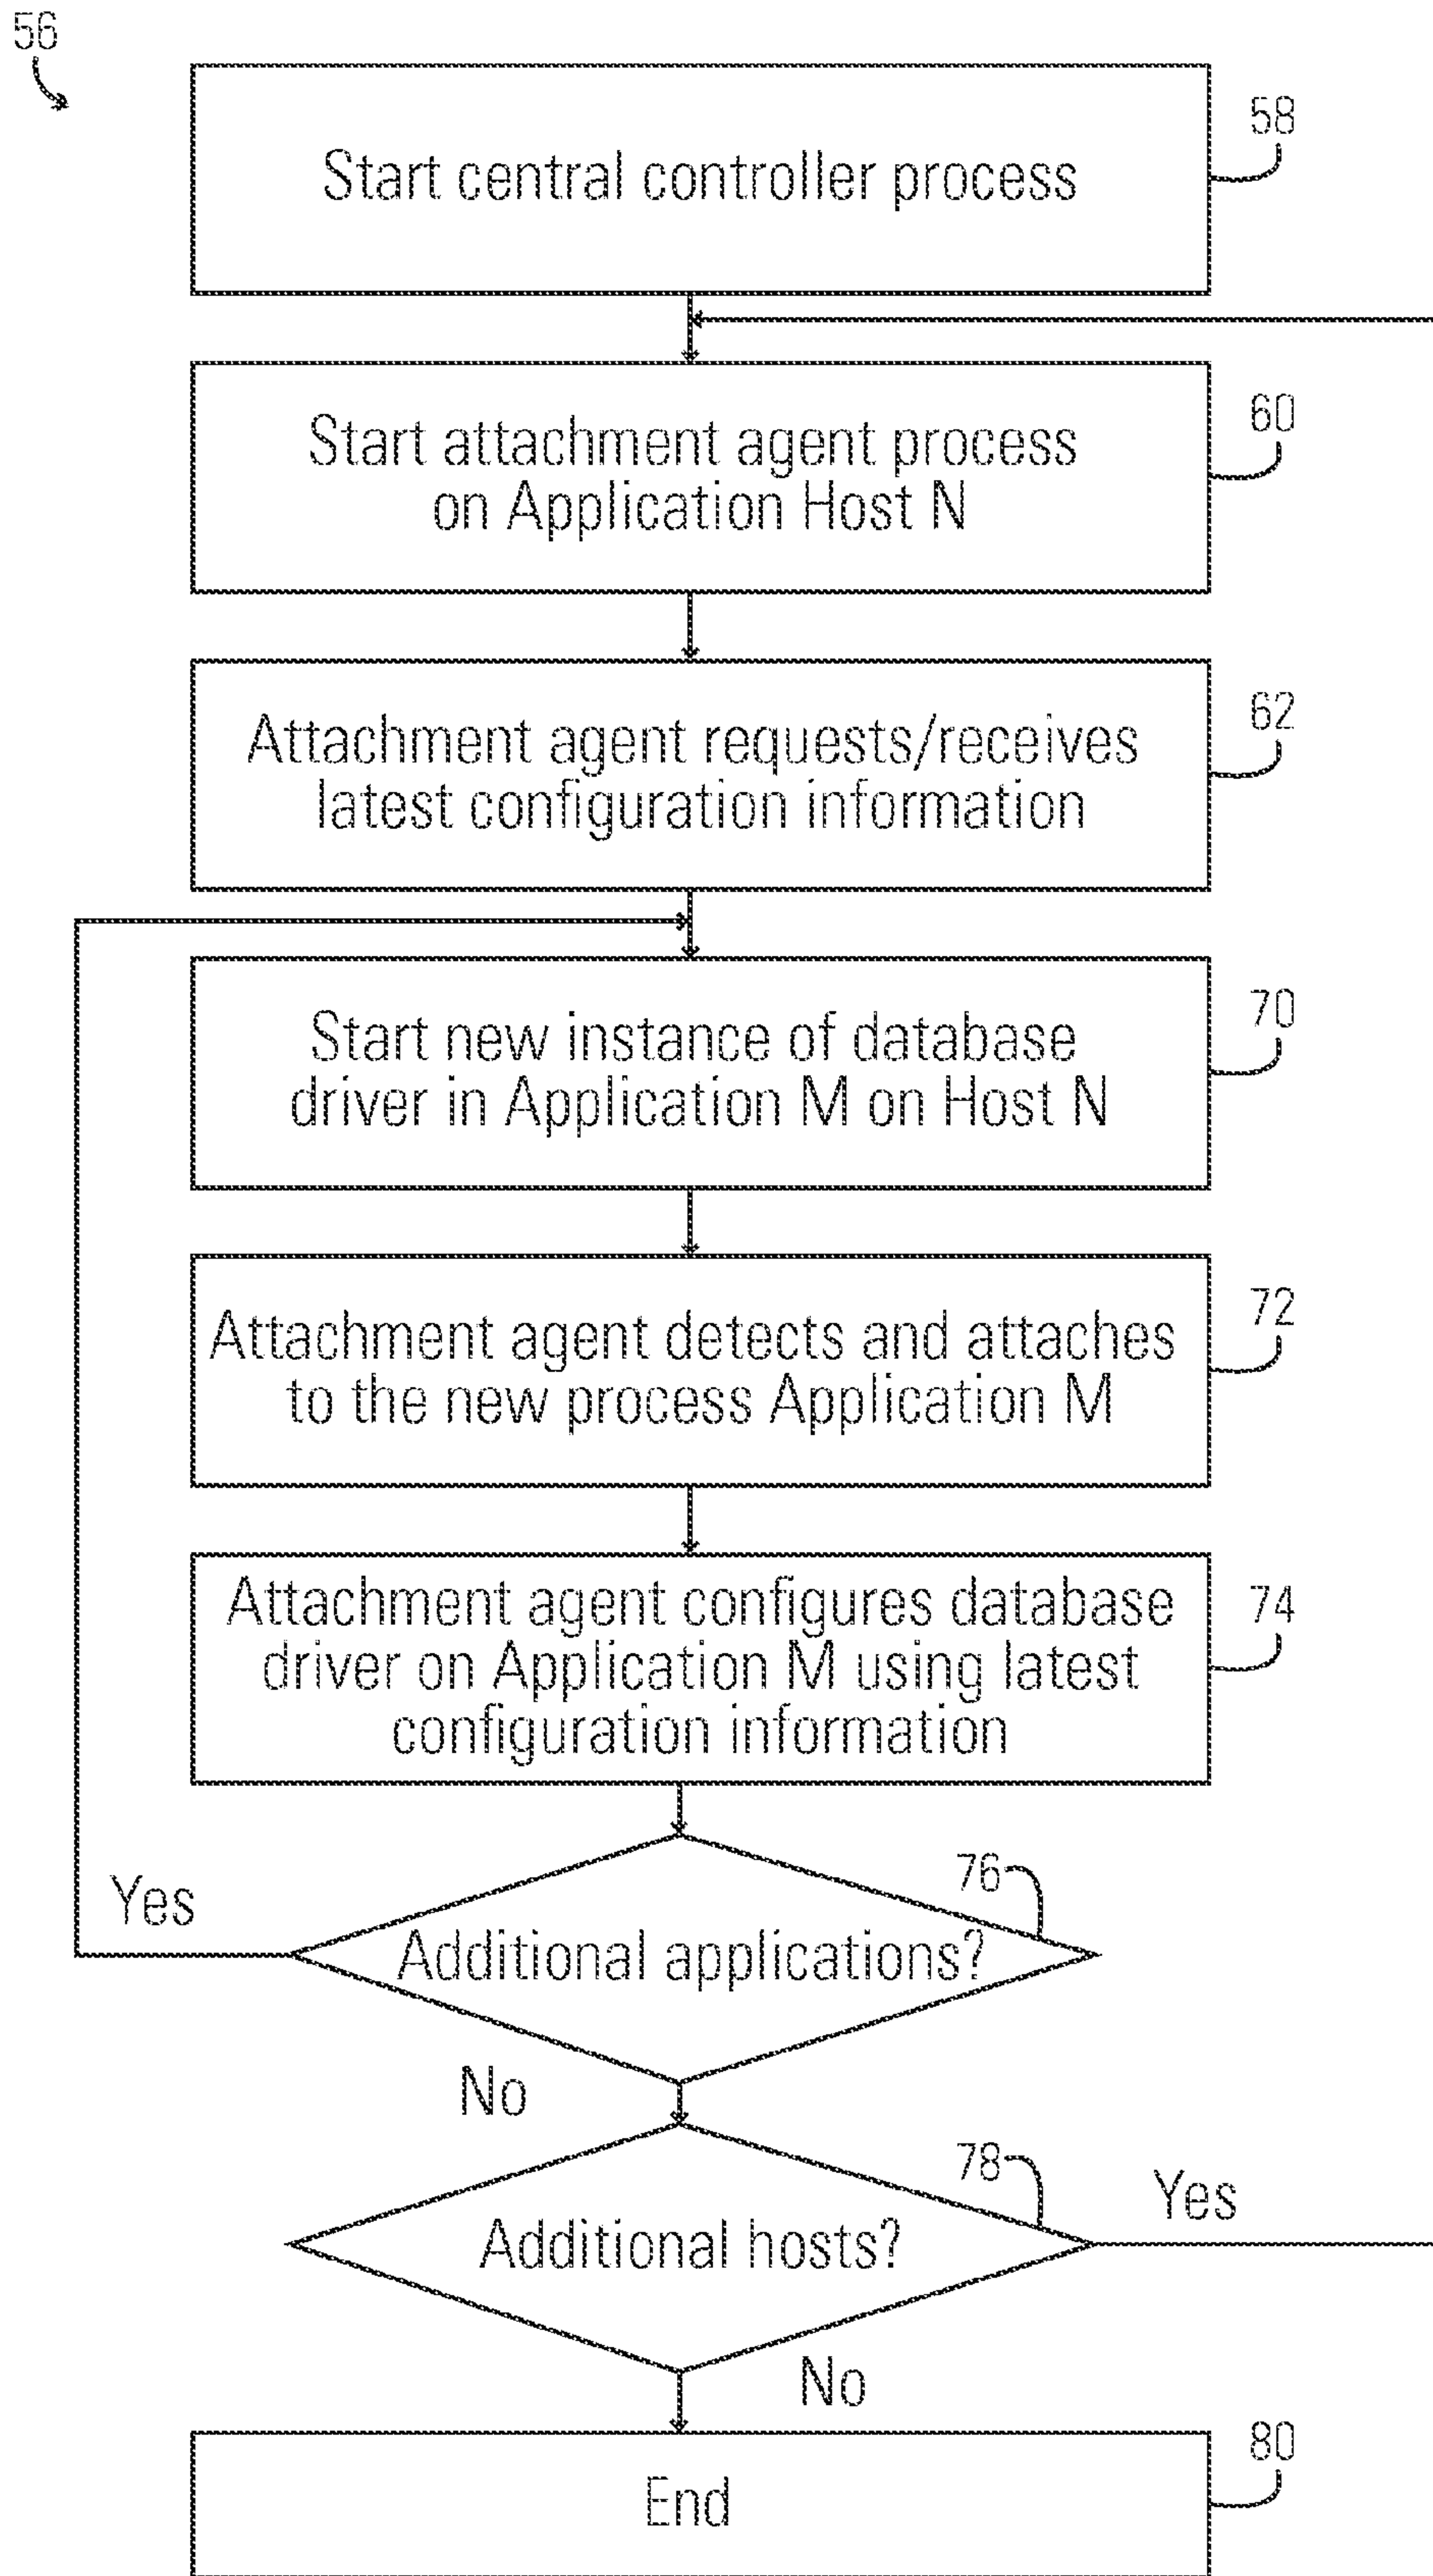 56
58
Start central controller process
60
Start attachment agent process
on Application Host N
62
Attachment agent requests/receives
latest configuration information
70
Start new instance of database
driver in Application M on Host N
72
Attachment agent detects and attaches
to the new process Application M
74
Attachment agent configures database
driver on Application M using latest
configuration information
76
Yes
Additional applications?
No
78
Yes
Additional hosts?
No
80
End